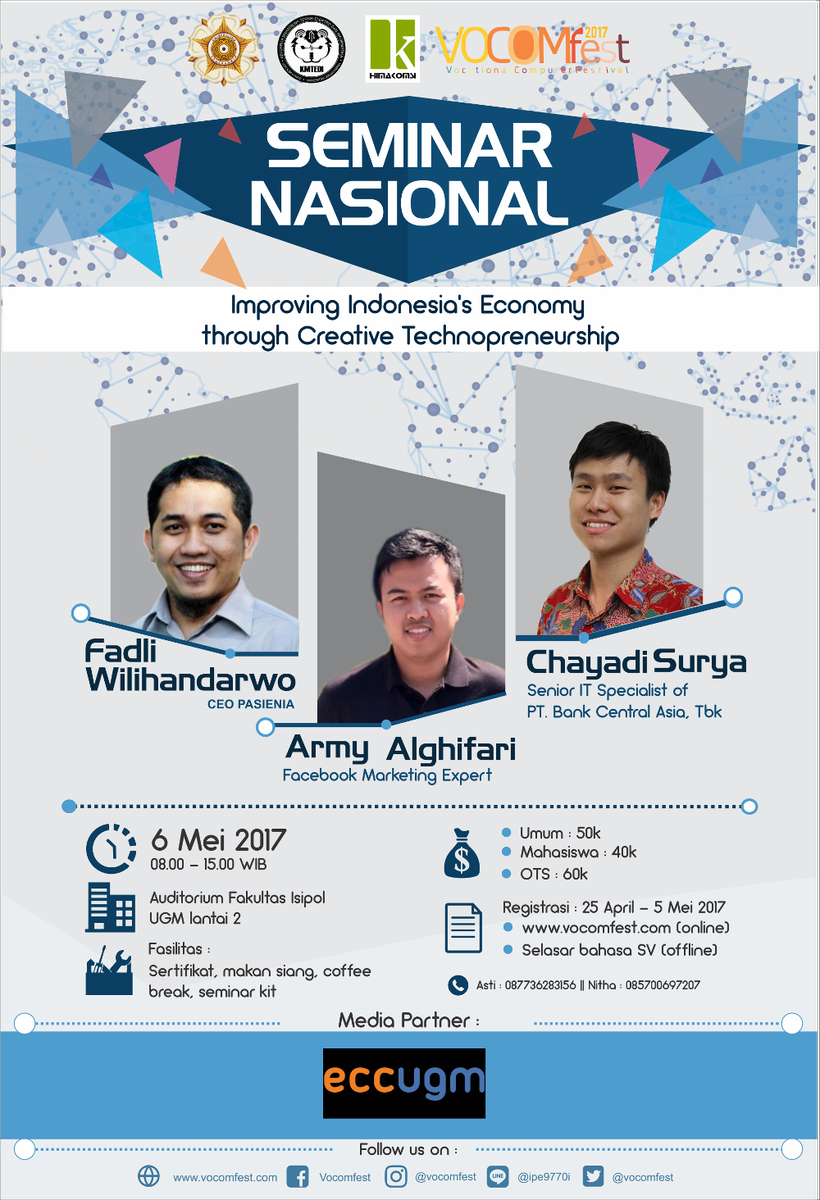 KMTEDI
HIMAKOMSI
VOCOMfest
2017
Vocational Computer Festival
SEMINAR
NASIONAL
Improving Indonesia's Economy
through Creative Technopreneurship
Fadli
Wilihandarwo
CEO PASIENIA
Army Alghifari
Facebook Marketing Expert
Chayadi Surya
Senior IT Specialist of
PT. Bank Central Asia, Tbk
6 Mei 2017
08.00 – 15.00 WIB
Auditorium Fakultas Isipol
UGM lantai 2
Fasilitas :
Sertifikat, makan siang, coffee
break, seminar kit
$
Umum : 50k
Mahasiswa : 40k
OTS : 60k
Registrasi : 25 April – 5 Mei 2017
www.vocomfest.com (online)
Selasar bahasa SV (offline)
Asti : 087736283156 || Nitha : 085700697207
Media Partner :
eccugm
Follow us on :
www.vocomfest.com
Vocomfest
@vocomfest
LINE
@ipe9770i
@vocomfest